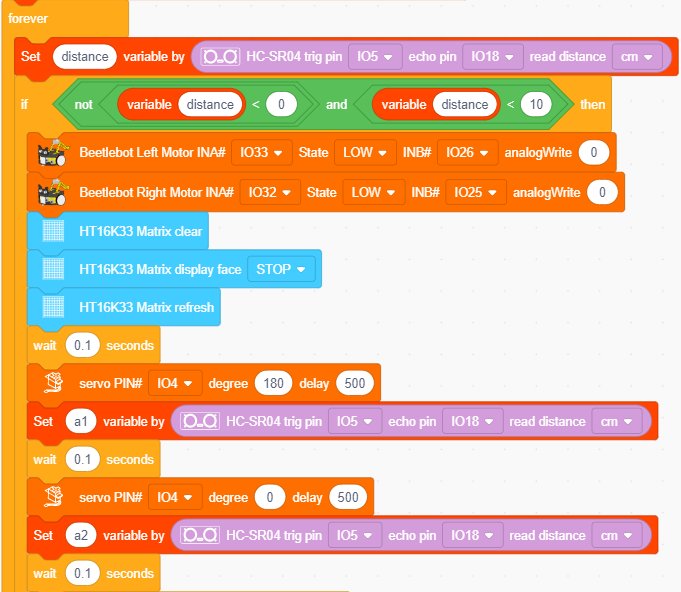 forever
Set distance variable by HC-SR04 trig pin IO5 echo pin IO18 read distance cm
if not variable distance < 0 and variable distance < 10 then
Beetlebot Left Motor INA# IO33 State LOW INB# IO26 analogWrite 0
Beetlebot Right Motor INA# IO32 State LOW INB# IO25 analogWrite 0
HT16K33 Matrix clear
HT16K33 Matrix display face STOP
HT16K33 Matrix refresh
wait 0.1 seconds
servo PIN# IO4 degree 180 delay 500
Set a1 variable by HC-SR04 trig pin IO5 echo pin IO18 read distance cm
wait 0.1 seconds
servo PIN# IO4 degree 0 delay 500
Set a2 variable by HC-SR04 trig pin IO5 echo pin IO18 read distance cm
wait 0.1 seconds